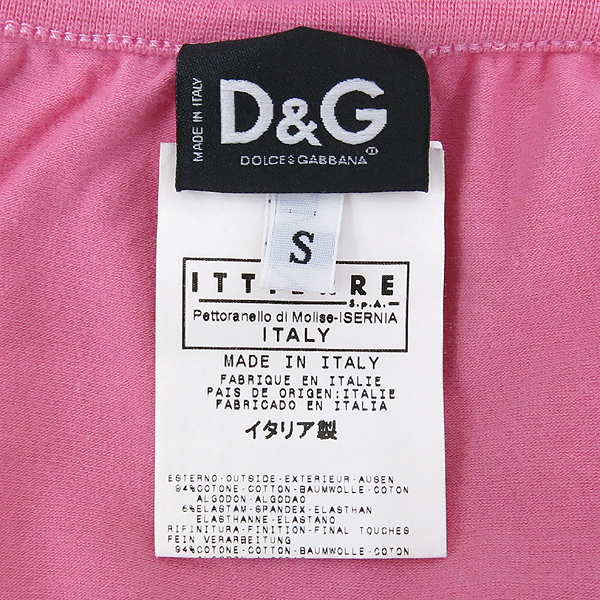 MADE IN ITALY
D&G
DOLCE&GABBANA
S
S.p.A.
Pettoranello di Molise-ISERNIA
ITALY
MADE IN ITALY
FABRIQUE EN ITALIE
PAIS DE ORIGEN:ITALIE
FABRICADO EN ITALIA
イタリア製
ESTERNO-OUTSIDE-EXTERIEUR-AUSEN
94%COTONE-COTTON-BAUMWOLLE-COTON
ALGODON-ALGODAO
6%ELASTAM-SPANDEX-ELASTHAN
ELASTHANNE-ELASTANO
RIFINITURA-FINITION-FINAL TOUCHES
FEIN VERARBEITUNG
94%COTONE-COTTON-BAUMWOLLE-COTON